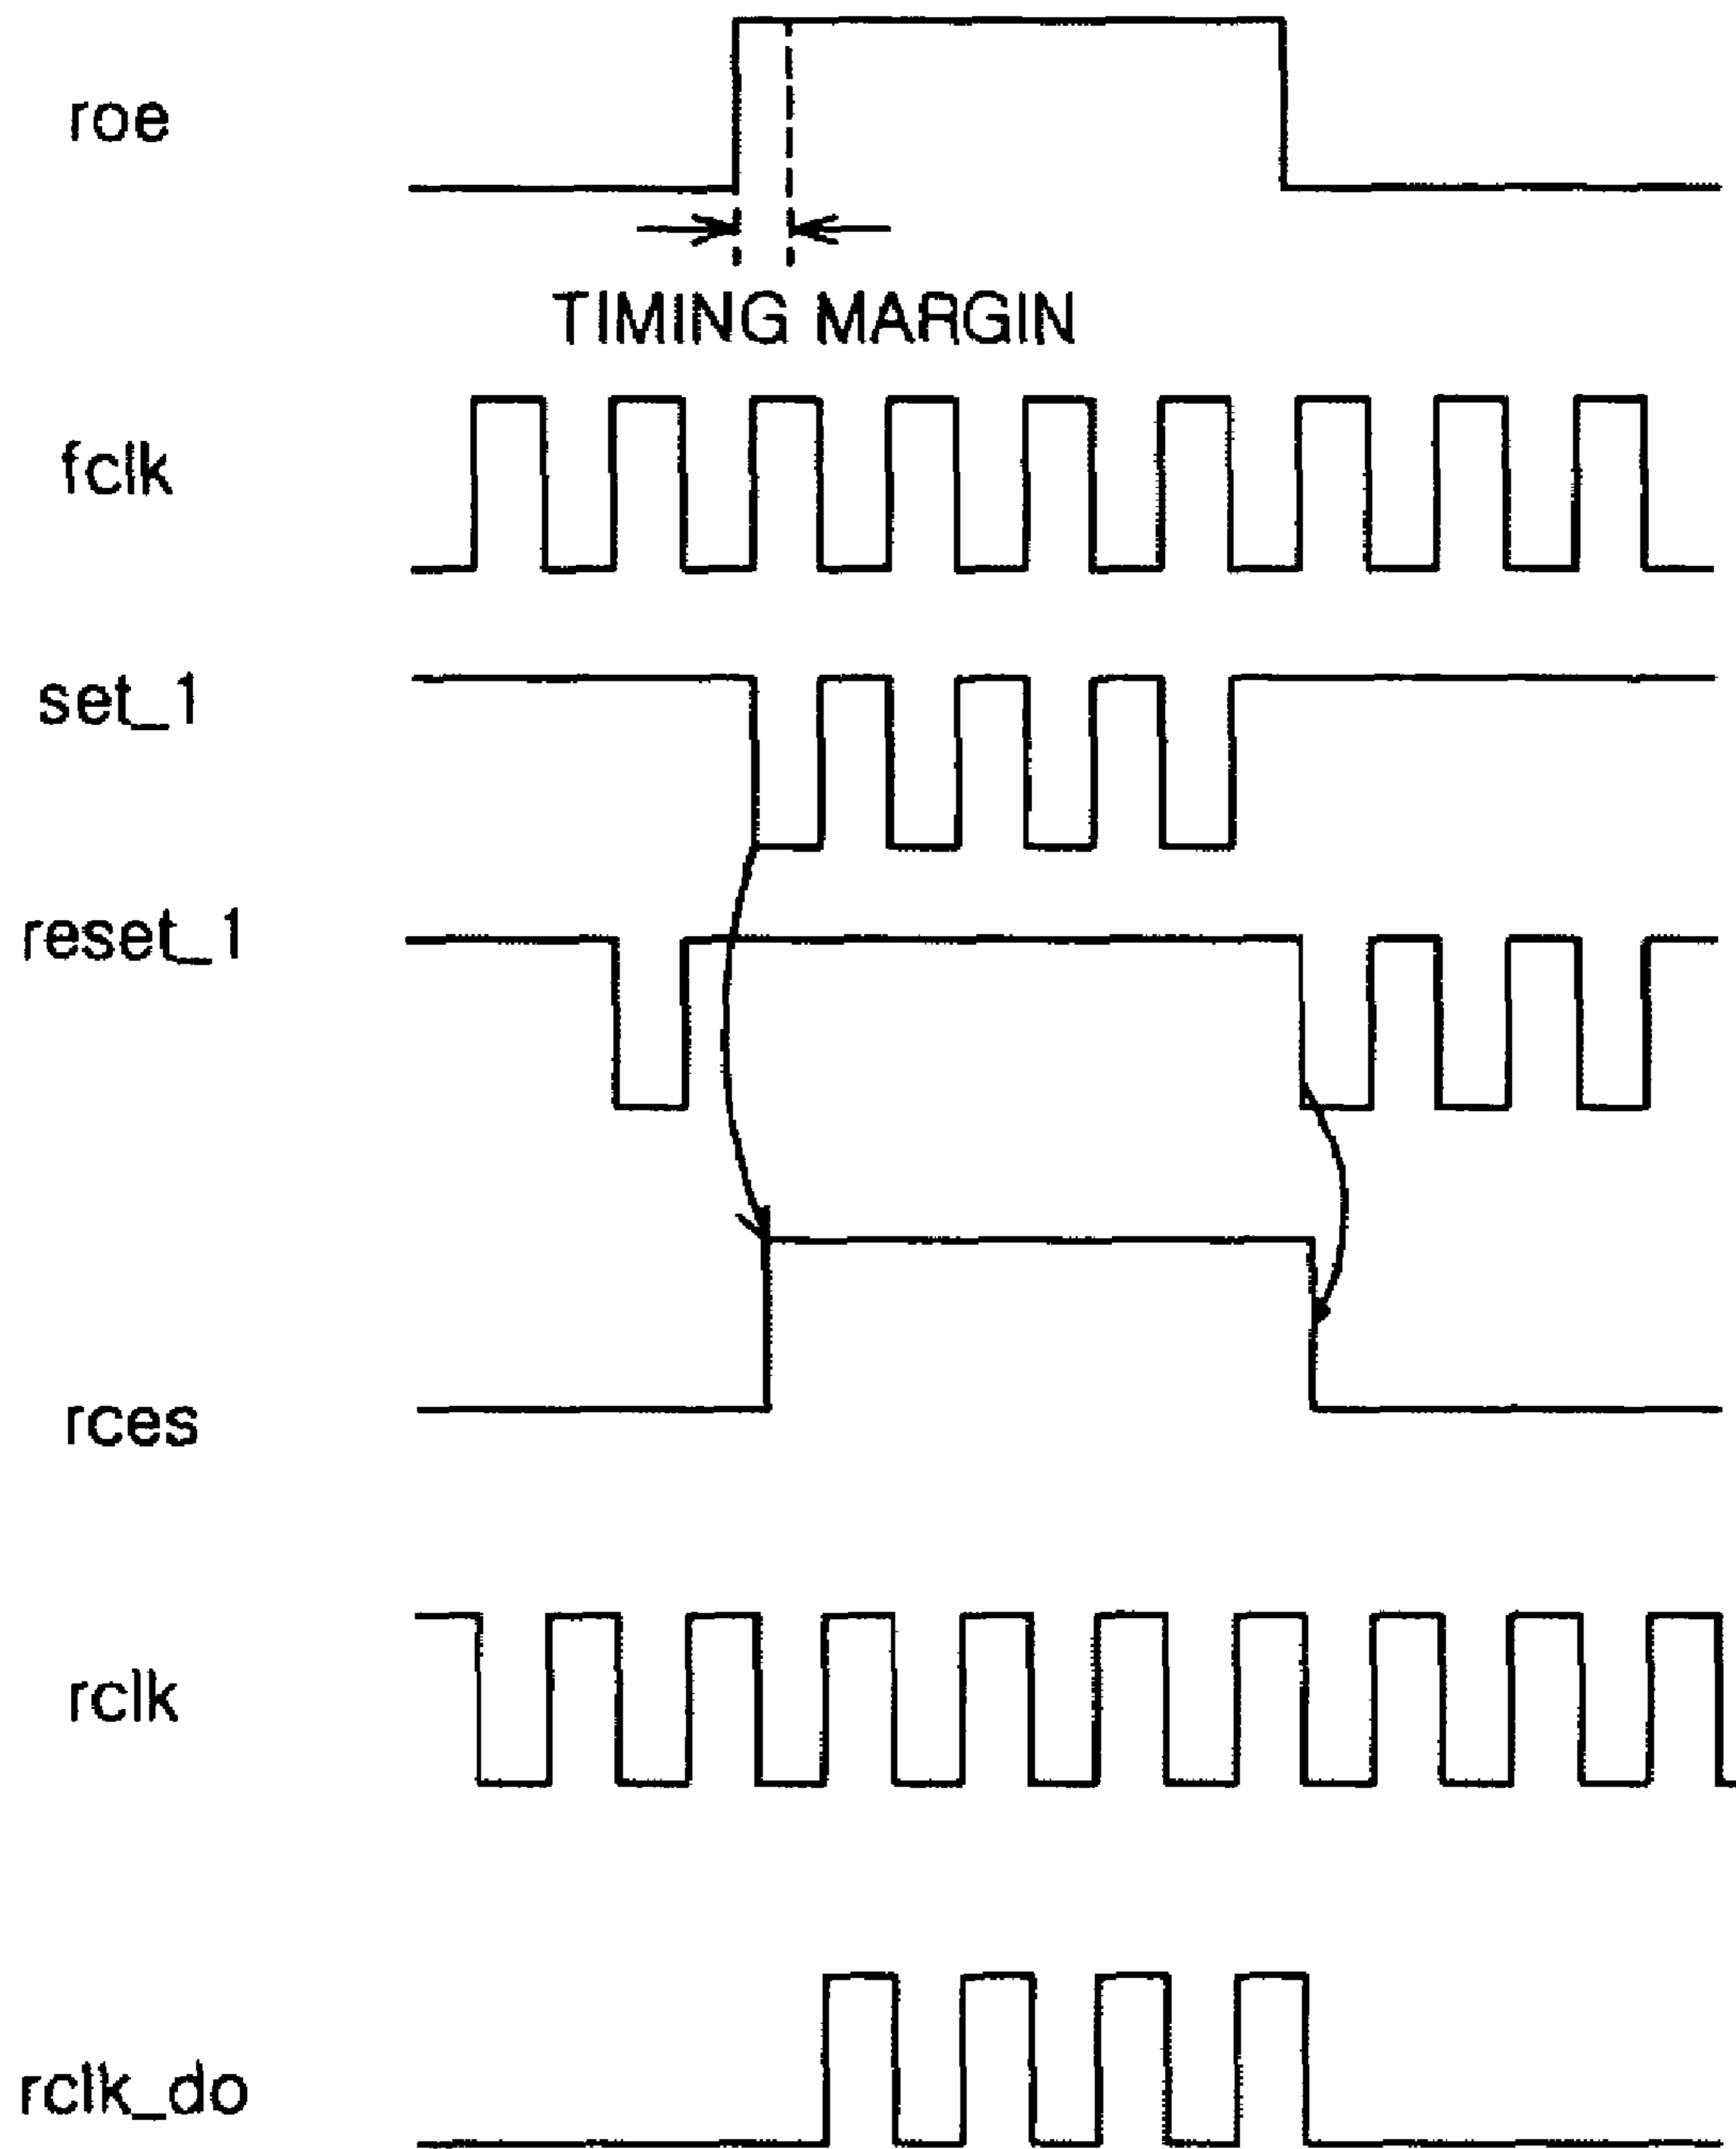 roe
TIMING MARGIN
fclk
set_1
reset_1
rces
rclk
rclk_do